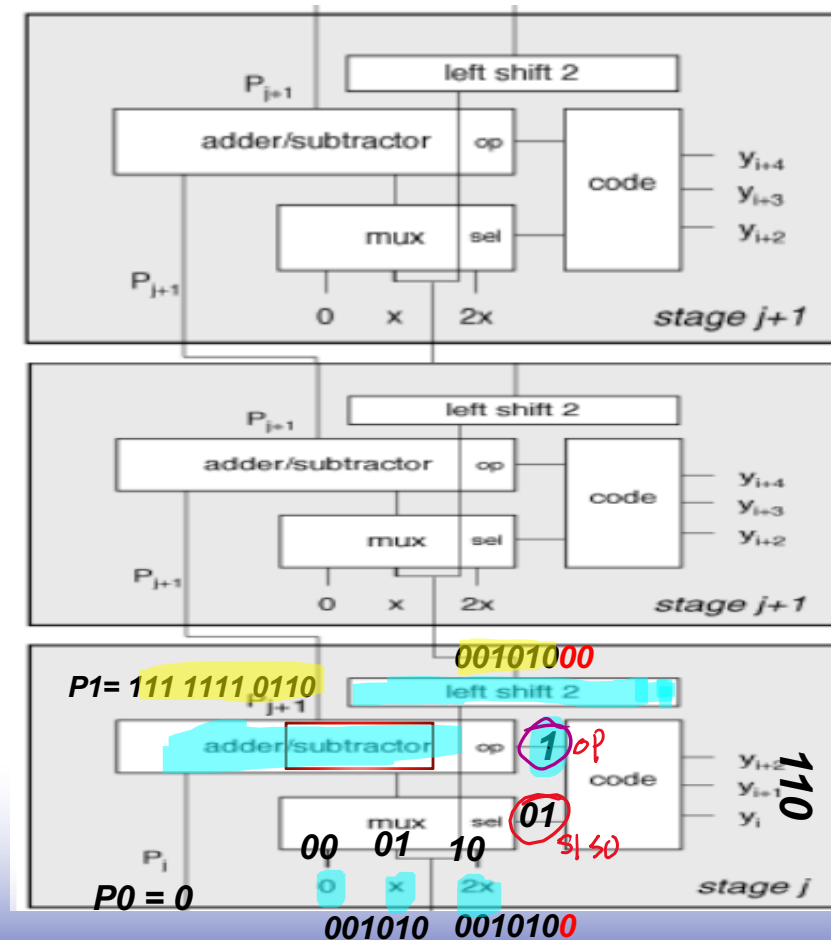 left shift 2
Pj+1
adder/subtractor op
code
yi+4
yi+3
yi+2
mux sel
Pj+1
0 x 2x
stage j+1
left shift 2
Pj+1
adder/subtractor op
code
yi+4
yi+3
yi+2
mux sel
Pj+1
0 x 2x
stage j+1
00101000
P1= 111 1111 0110
left shift 2
Pj+1
adder/subtractor op 1 OP
code
yi+2
yi+1
yi
110
mux sel 01 S1 S0
00 01 10
Pi
0 x 2x
stage j
P0 = 0
001010 0010100